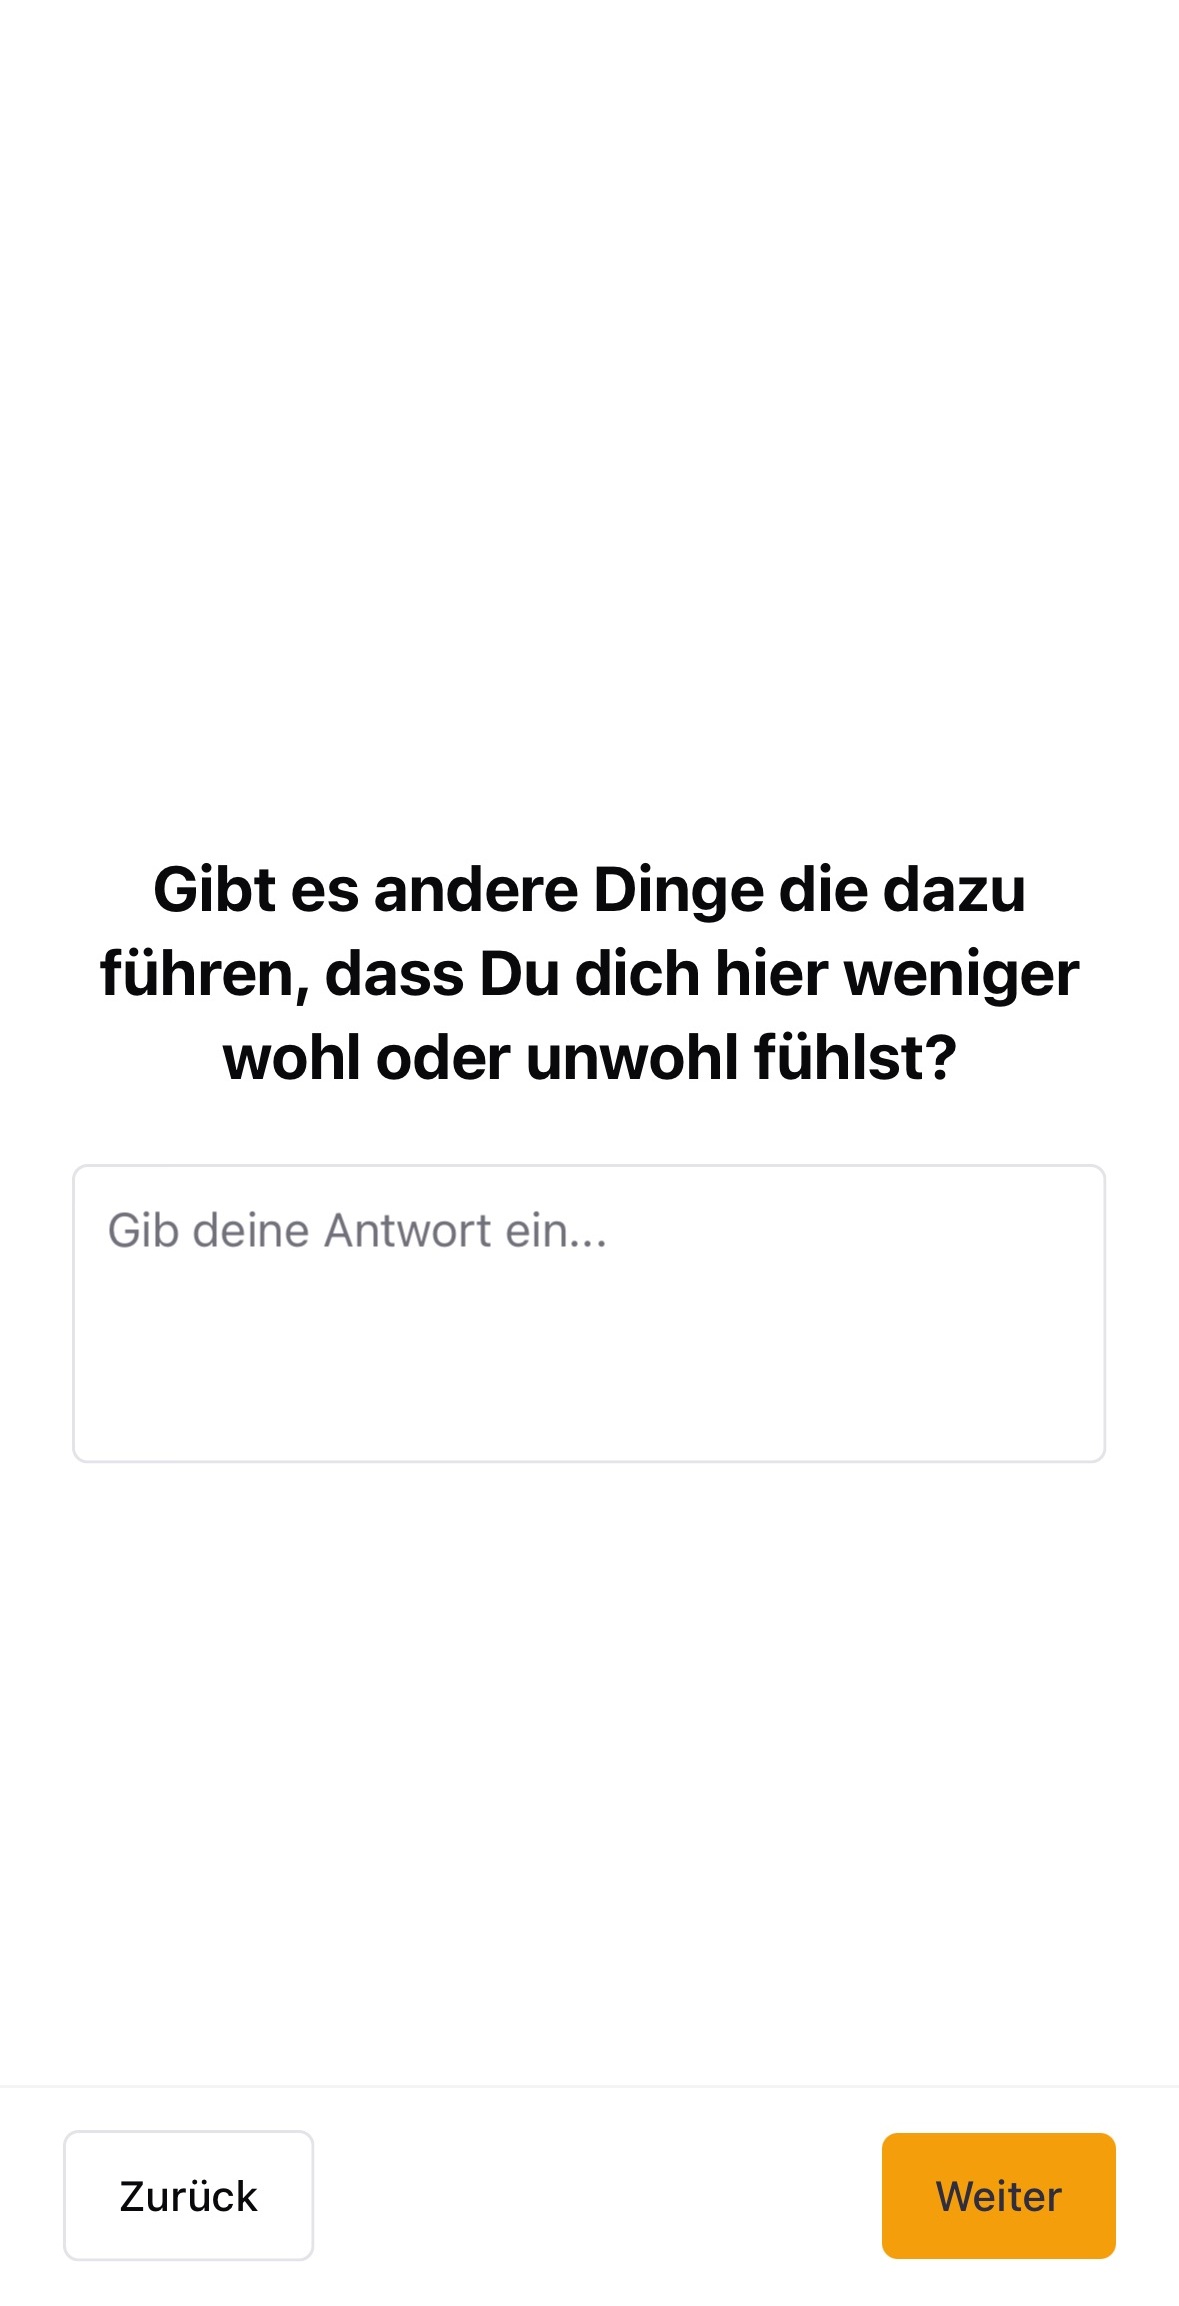 Gibt es andere Dinge die dazu
führen, dass Du dich hier weniger
wohl oder unwohl fühlst?
Gib deine Antwort ein...
Zurück
Weiter